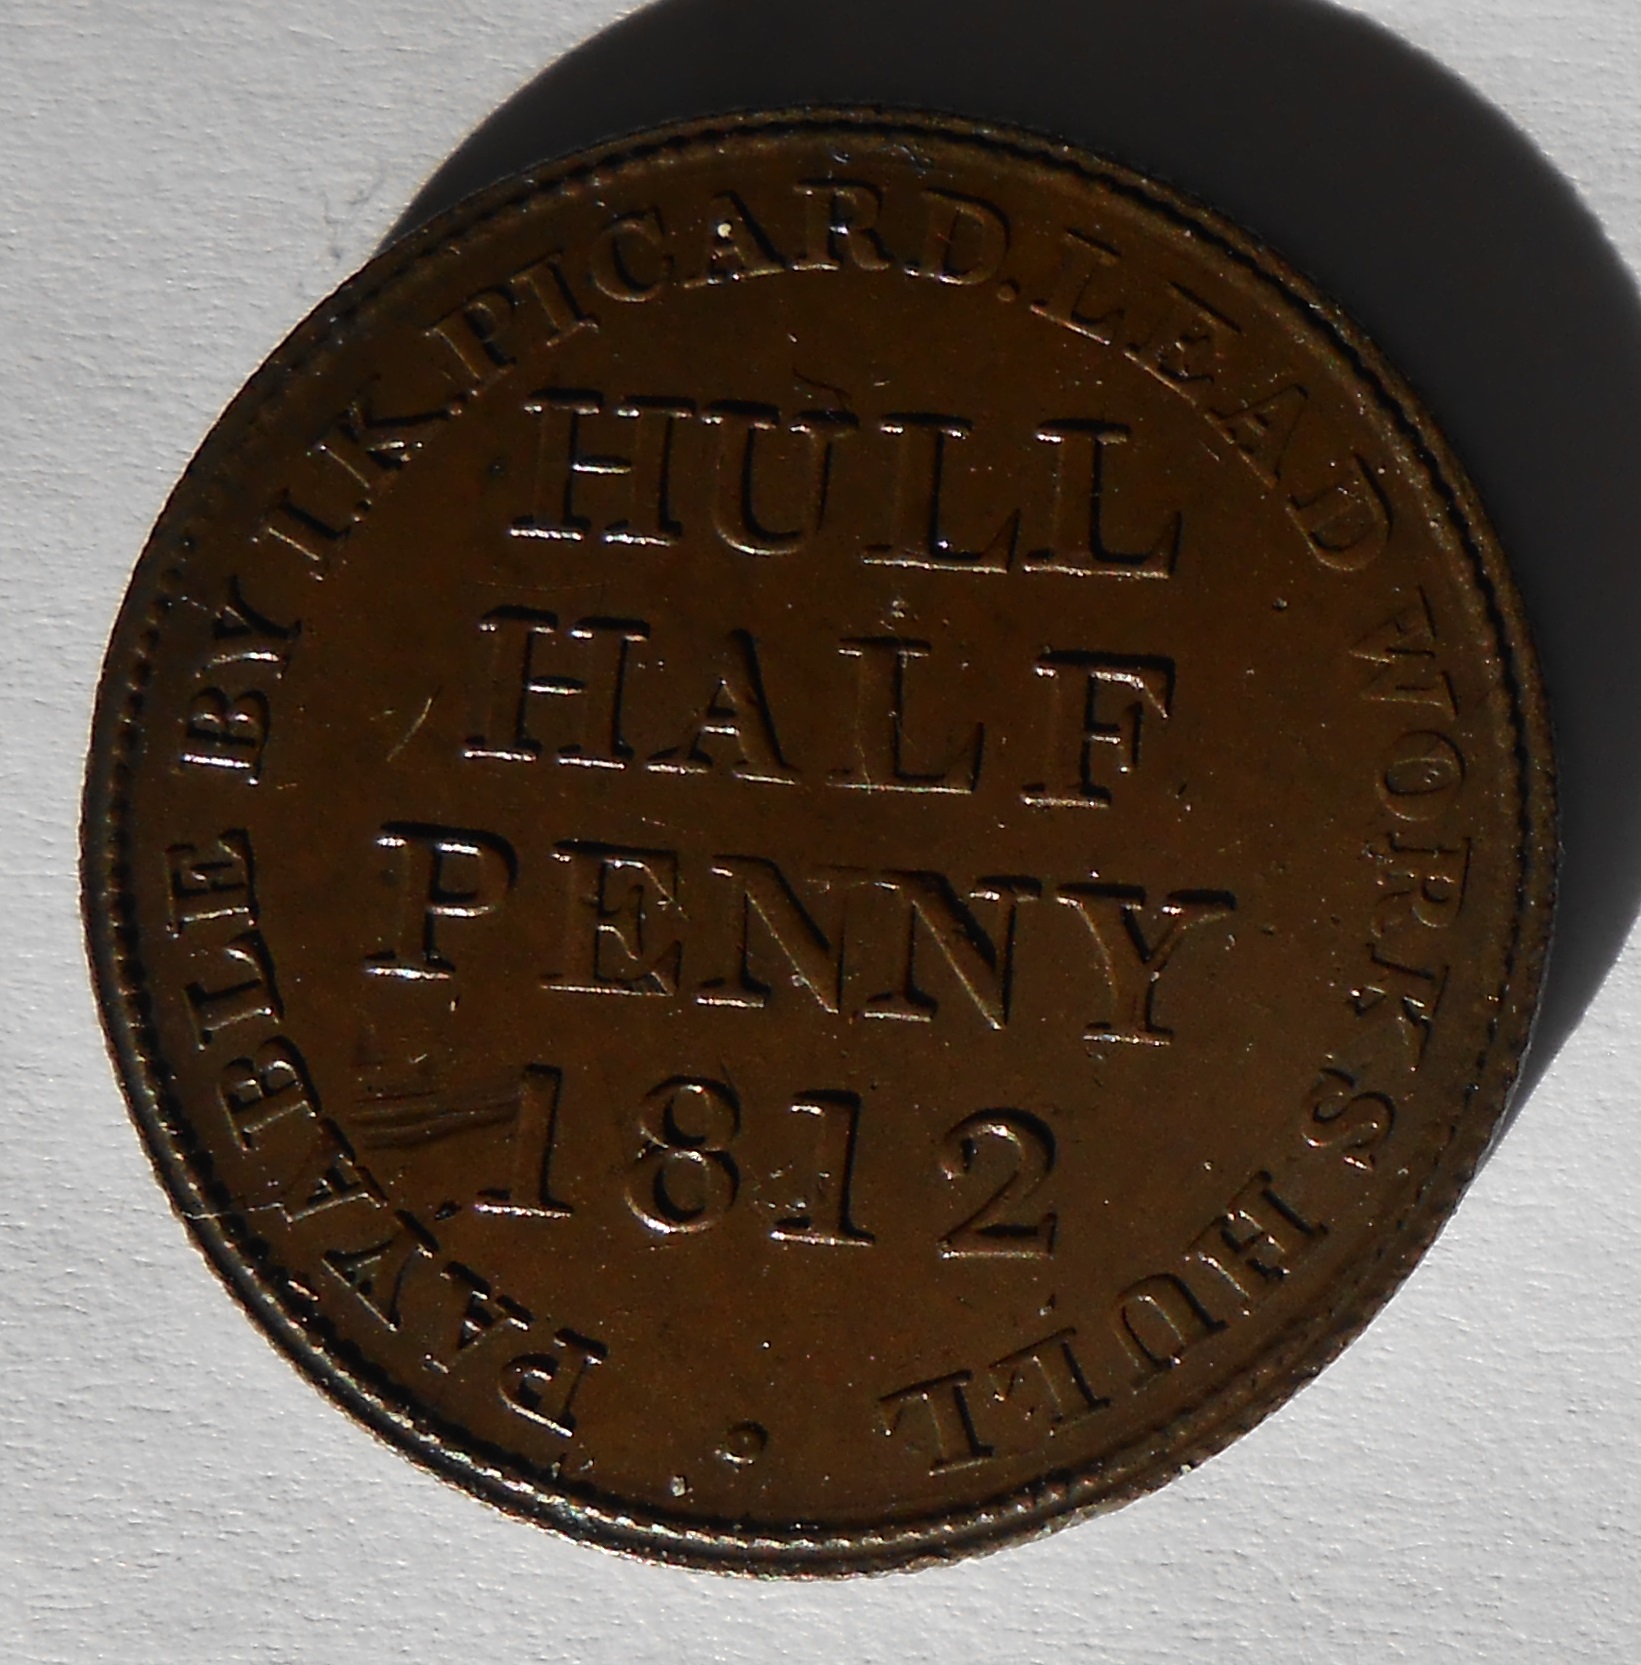 PAYABLE BY I.K.PICARD.LEAD WORKS HULL
HULL
HALF
PENNY
1812